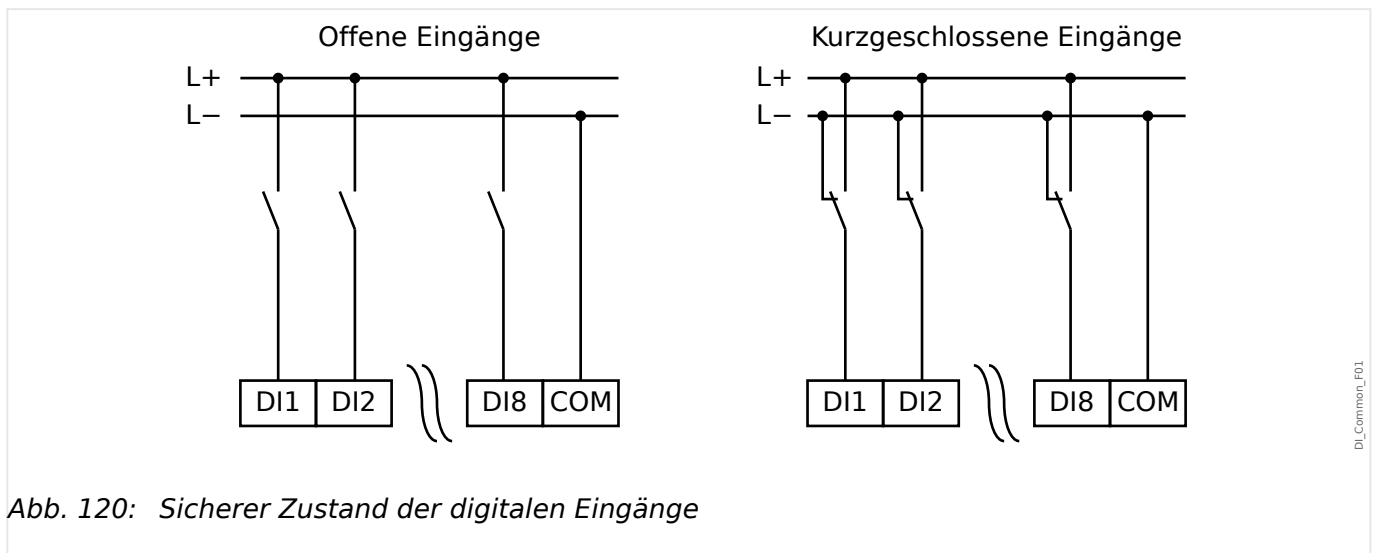 Offene Eingänge
L+
L−
DI1 DI2 DI8 COM
Kurzgeschlossene Eingänge
L+
L−
DI1 DI2 DI8 COM
DI_Common_F01
Abb. 120: Sicherer Zustand der digitalen Eingänge